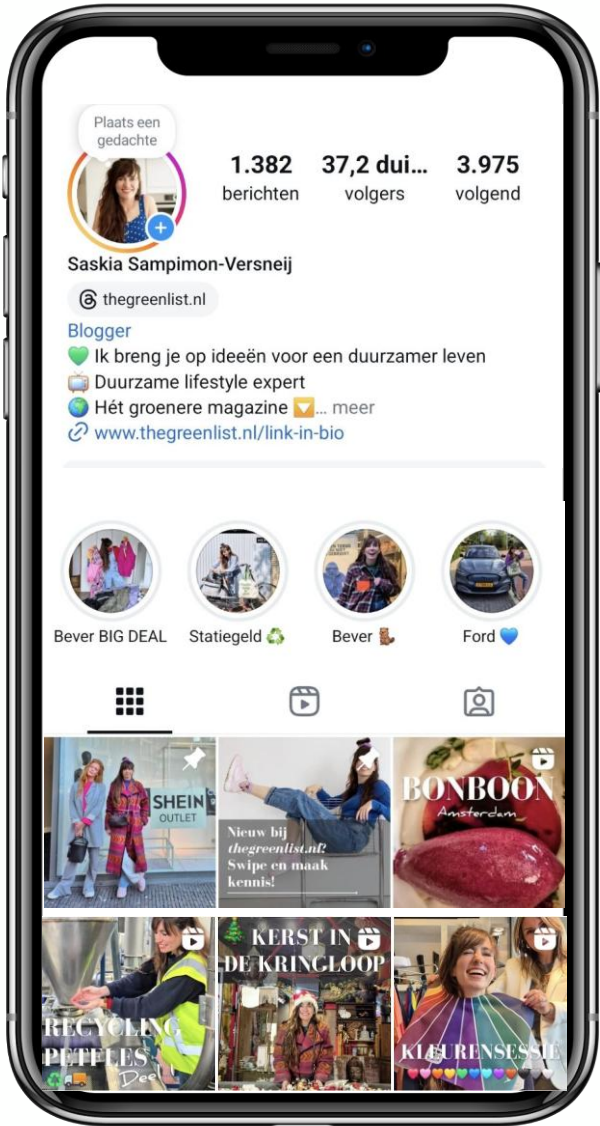 Plaats een
gedachte
1.382 37,2 dui... 3.975
berichten volgers volgend
Saskia Sampimon-Versneij
thegreenlist.nl
Blogger
💚 Ik breng je op ideeën voor een duurzamer leven
📺 Duurzame lifestyle expert
🌍 Hét groenere magazine 🔽... meer
www.thegreenlist.nl/link-in-bio
Bever BIG DEAL Statiegeld ♻️ Bever 🦫 Ford 💙
SHEIN
OUTLET
Nieuw bij
thegreenlist.nl?
Swipe en maak
kennis!
BONBOON
Amsterdam
RECYCLING
PETFLES
Deel
🎄 KERST IN
DE KRINGLOOP
KLEURENSESSIE